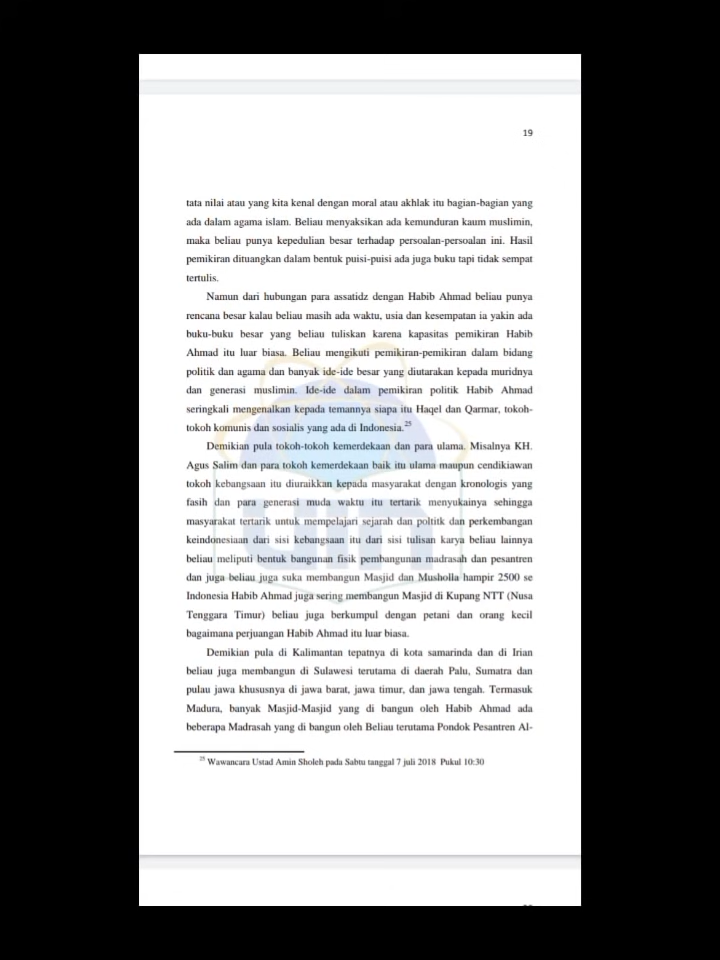 19
tata nilai atau yang kita kenal dengan moral atau akhlak itu bagian-bagian yang
ada dalam agama islam. Beliau menyaksikan ada kemunduran kaum muslimin,
maka beliau punya kepedulian besar terhadap persoalan-persoalan ini. Hasil
pemikiran dituangkan dalam bentuk puisi-puisi ada juga buku tapi tidak sempat
tertulis.
Namun dari hubungan para assatidz dengan Habib Ahmad beliau punya
rencana besar kalau beliau masih ada waktu, usia dan kesempatan ia yakin ada
buku-buku besar yang beliau tuliskan karena kapasitas pemikiran Habib
Ahmad itu luar biasa. Beliau mengikuti pemikiran-pemikiran dalam bidang
politik dan agama dan banyak ide-ide besar yang diutarakan kepada muridnya
dan generasi muslimin. Ide-ide dalam pemikiran politik Habib Ahmad
seringkali mengenalkan kepada temannya siapa itu Haqel dan Qarmar, tokoh-
tokoh komunis dan sosialis yang ada di Indonesia.25
Demikian pula tokoh-tokoh kemerdekaan dan para ulama. Misalnya KH.
Agus Salim dan para tokoh kemerdekaan baik itu ulama maupun cendikiawan
tokoh kebangsaan itu diuraikkan kepada masyarakat dengan kronologis yang
fasih dan para generasi muda waktu itu tertarik menyukainya sehingga
masyarakat tertarik untuk mempelajari sejarah dan poltitk dan perkembangan
keindonesiaan dari sisi kebangsaan itu dari sisi tulisan karya beliau lainnya
beliau meliputi bentuk bangunan fisik pembangunan madrasah dan pesantren
dan juga beliau juga suka membangun Masjid dan Musholla hampir 2500 se
Indonesia Habib Ahmad juga sering membangun Masjid di Kupang NTT (Nusa
Tenggara Timur) beliau juga berkumpul dengan petani dan orang kecil
bagaimana perjuangan Habib Ahmad itu luar biasa.
Demikian pula di Kalimantan tepatnya di kota samarinda dan di Irian
beliau juga membangun di Sulawesi terutama di daerah Palu, Sumatra dan
pulau jawa khususnya di jawa barat, jawa timur, dan jawa tengah. Termasuk
Madura, banyak Masjid-Masjid yang di bangun oleh Habib Ahmad ada
beberapa Madrasah yang di bangun oleh Beliau terutama Pondok Pesantren Al-
25 Wawancara Ustad Amin Sholeh pada Sabtu tanggal 7 juli 2018 Pukul 10:30
uin